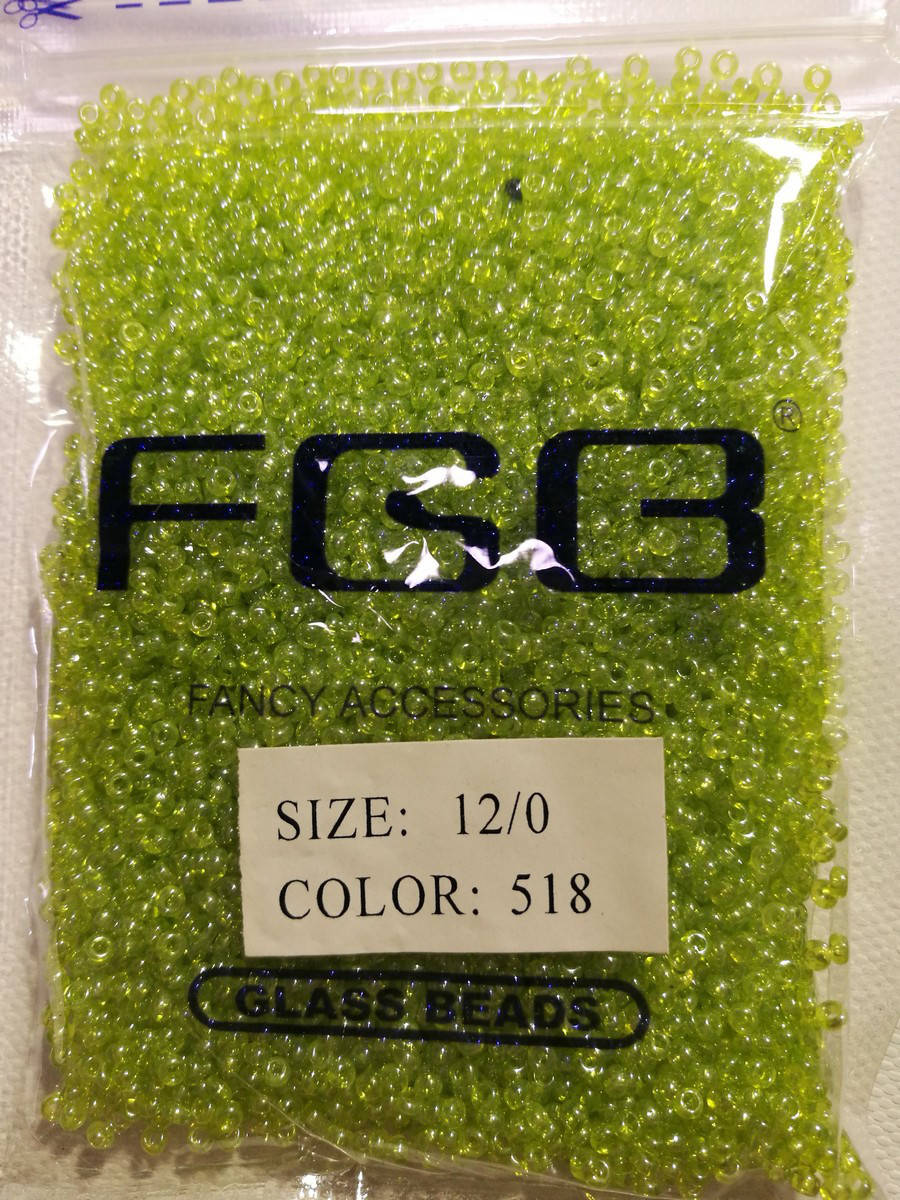 FGB®
FANCY ACCESSORIES
SIZE: 12/0
COLOR: 518
GLASS BEADS